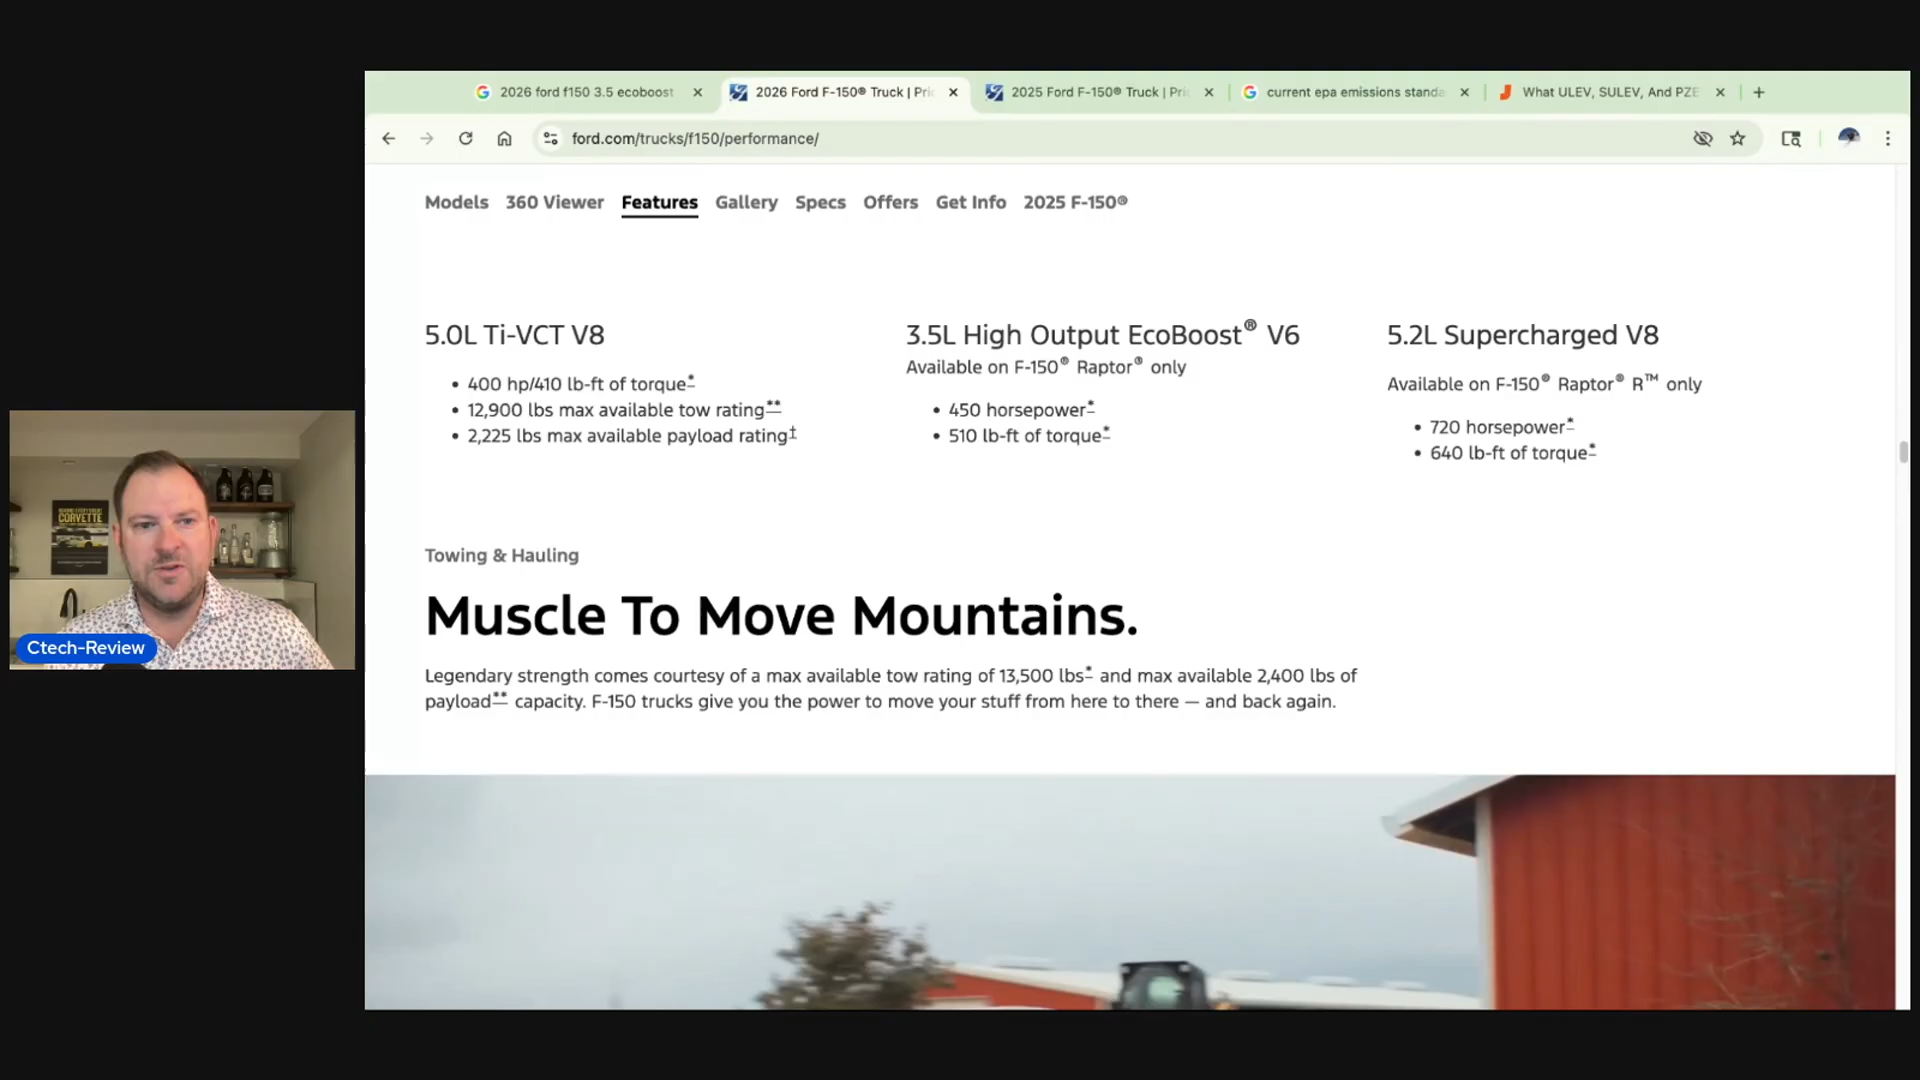 2026 ford f150 3.5 ecoboost
2026 Ford F-150® Truck | Pri
2025 Ford F-150® Truck | Pri
current epa emissions standa
What ULEV, SULEV, And PZE
ford.com/trucks/f150/performance/
Models 360 Viewer Features Gallery Specs Offers Get Info 2025 F-150®
5.0L Ti-VCT V8
• 400 hp/410 lb-ft of torque*
• 12,900 lbs max available tow rating**
• 2,225 lbs max available payload rating‡
3.5L High Output EcoBoost® V6
Available on F-150® Raptor® only
• 450 horsepower*
• 510 lb-ft of torque*
5.2L Supercharged V8
Available on F-150® Raptor® R™ only
• 720 horsepower*
• 640 lb-ft of torque*
CORVETTE
Ctech-Review
Towing & Hauling
Muscle To Move Mountains.
Legendary strength comes courtesy of a max available tow rating of 13,500 lbs* and max available 2,400 lbs of
payload** capacity. F-150 trucks give you the power to move your stuff from here to there — and back again.